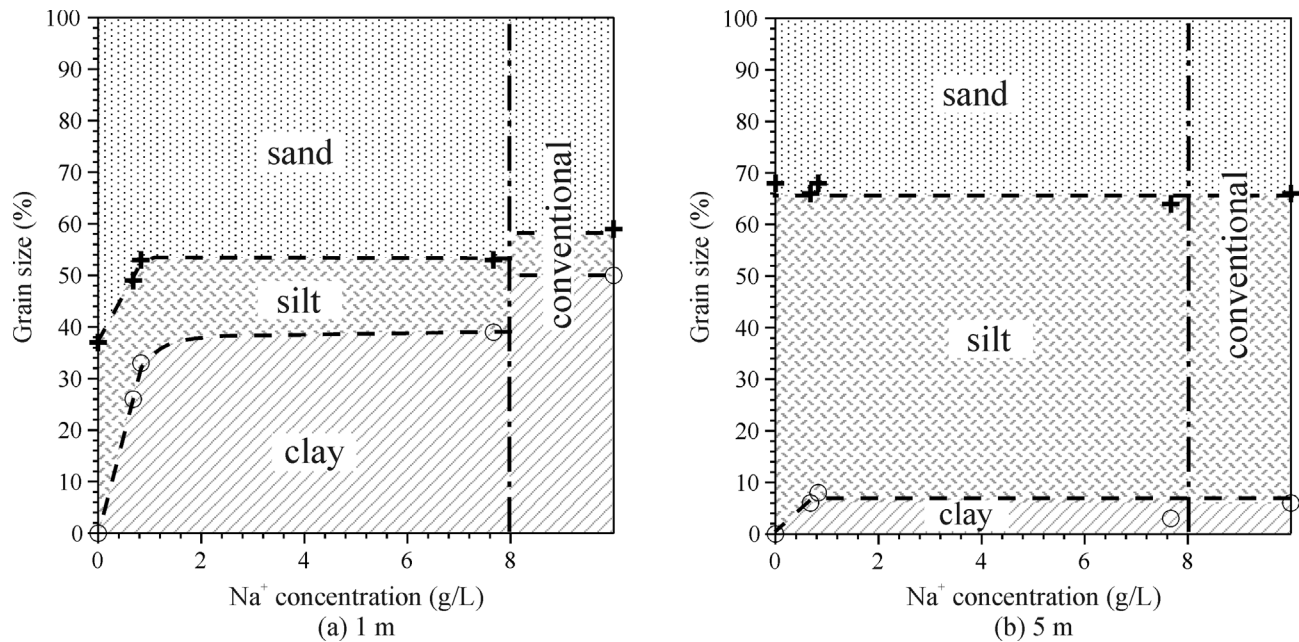 Grain size (%)
100
90
80
70
60
50
40
30
20
10
0
sand
silt
clay
conventional
0 2 4 6 8
Na⁺ concentration (g/L)
(a) 1 m
Grain size (%)
100
90
80
70
60
50
40
30
20
10
0
sand
silt
clay
conventional
0 2 4 6 8
Na⁺ concentration (g/L)
(b) 5 m